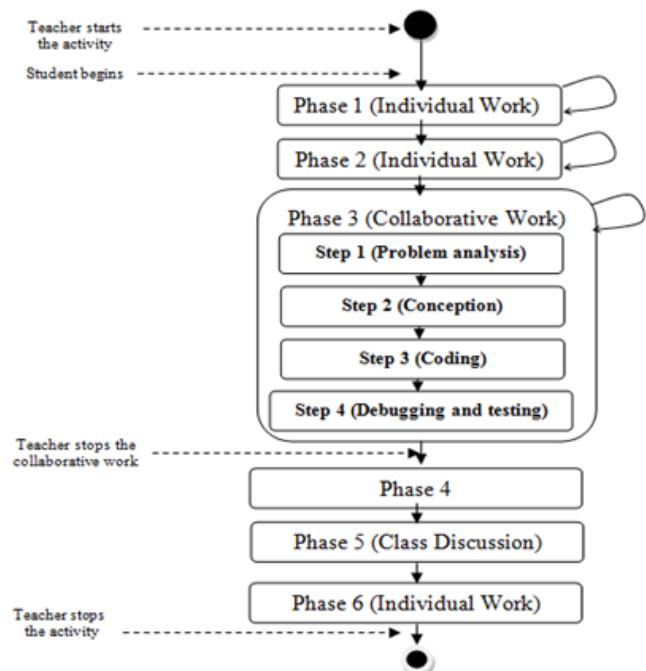 Teacher starts
the activity
Student begins
Phase 1 (Individual Work)
Phase 2 (Individual Work)
Phase 3 (Collaborative Work)
Step 1 (Problem analysis)
Step 2 (Conception)
Step 3 (Coding)
Step 4 (Debugging and testing)
Teacher stops the
collaborative work
Phase 4
Phase 5 (Class Discussion)
Phase 6 (Individual Work)
Teacher stops
the activity